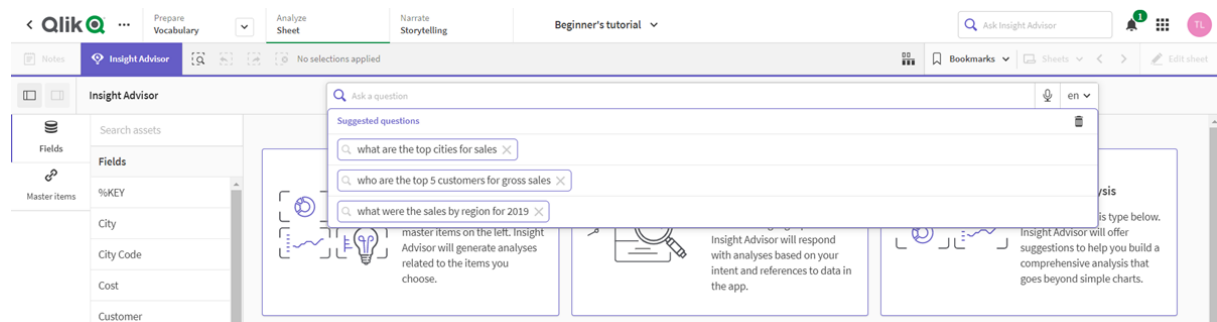 Qlik
Prepare
Vocabulary
Analyze
Sheet
Narrate
Storytelling
Beginner's tutorial
Ask Insight Advisor
1
TL
Notes
Insight Advisor
No selections applied
Bookmarks
Sheets
Edit sheet
Insight Advisor
Ask a question
en
Suggested questions
what are the top cities for sales
who are the top 5 customers for gross sales
what were the sales by region for 2019
Fields
Master items
Search assets
Fields
%KEY
City
City Code
Cost
Customer
master items on the left. Insight
Advisor will generate analyses
related to the items you
choose.
Insight Advisor will respond
with analyses based on your
intent and references to data in
the app.
is type below.
Insight Advisor will offer
suggestions to help you build a
comprehensive analysis that
goes beyond simple charts.